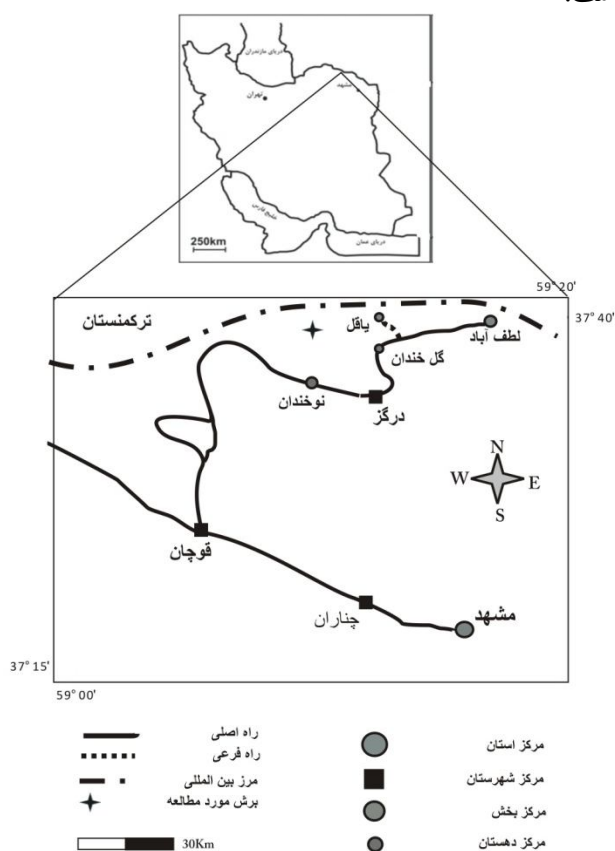 دریای مازندران
مشهد
تهران
خلیج فارس
دریای عمان
250km
59° 20'
37° 40'
ترکمنستان
یاقل
لطف آباد
گل خندان
نوخندان
درگز
N
W
E
S
قوچان
چناران
مشهد
37° 15'
59° 00'
راه اصلی
راه فرعی
مرز بین المللی
برش مورد مطالعه
30Km
مرکز استان
مرکز شهرستان
مرکز بخش
مرکز دهستان